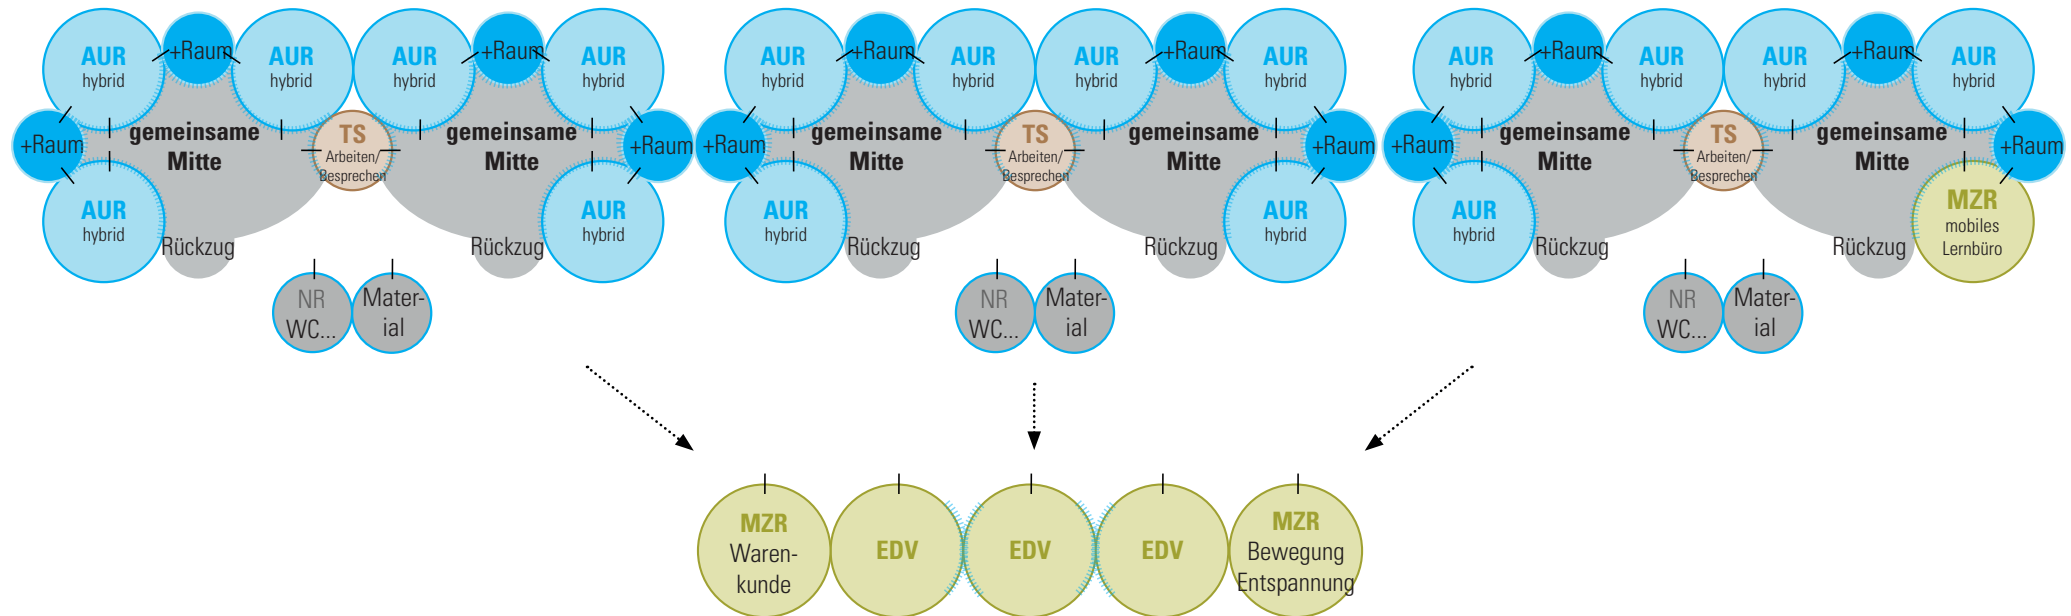 AUR
hybrid
+Raum
AUR
hybrid
AUR
hybrid
+Raum
AUR
hybrid
+Raum
gemeinsame
Mitte
TS
Arbeiten/
Besprechen
gemeinsame
Mitte
+Raum
AUR
hybrid
Rückzug
Rückzug
AUR
hybrid
NR
WC...
Mater-
ial
AUR
hybrid
+Raum
AUR
hybrid
AUR
hybrid
+Raum
AUR
hybrid
+Raum
gemeinsame
Mitte
TS
Arbeiten/
Besprechen
gemeinsame
Mitte
+Raum
AUR
hybrid
Rückzug
Rückzug
AUR
hybrid
NR
WC...
Mater-
ial
AUR
hybrid
+Raum
AUR
hybrid
AUR
hybrid
+Raum
AUR
hybrid
+Raum
gemeinsame
Mitte
TS
Arbeiten/
Besprechen
gemeinsame
Mitte
+Raum
AUR
hybrid
Rückzug
Rückzug
MZR
mobiles
Lernbüro
NR
WC...
Mater-
ial
MZR
Waren-
kunde
EDV
EDV
EDV
MZR
Bewegung
Entspannung